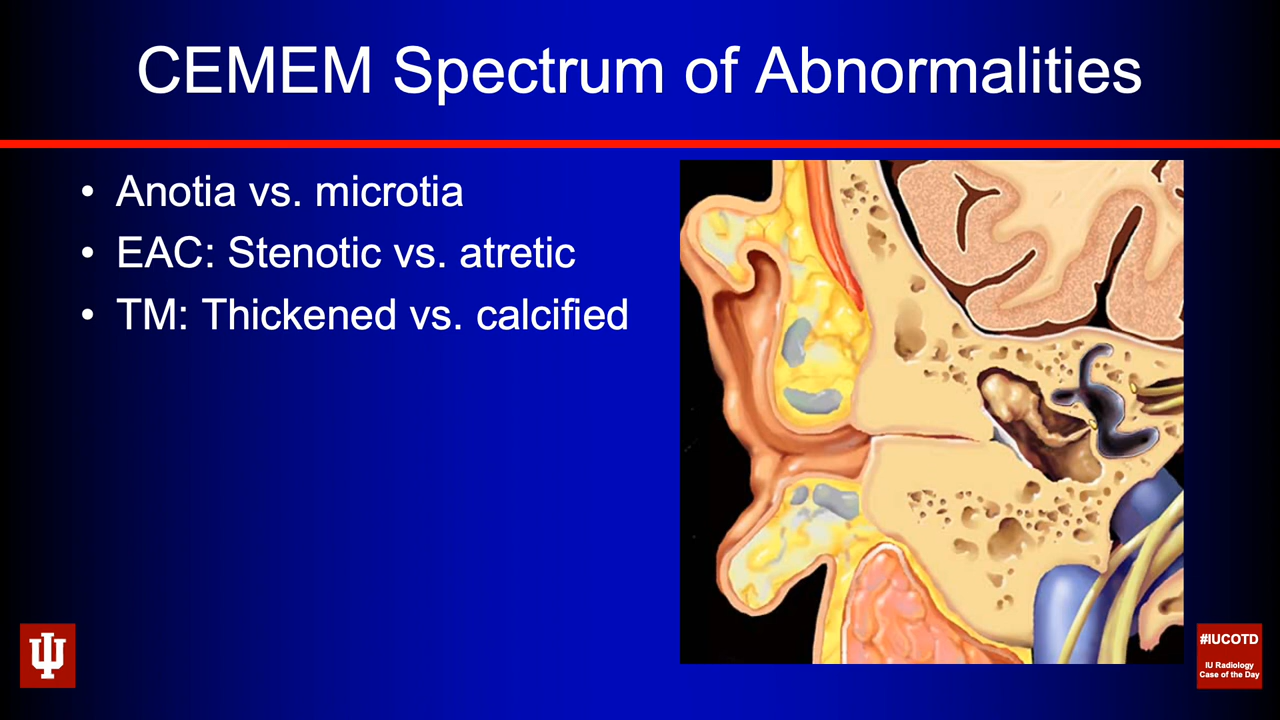 CEMEM Spectrum of Abnormalities
• Anotia vs. microtia
• EAC: Stenotic vs. atretic
• TM: Thickened vs. calcified
#IUCOTD
IU Radiology
Case of the Day